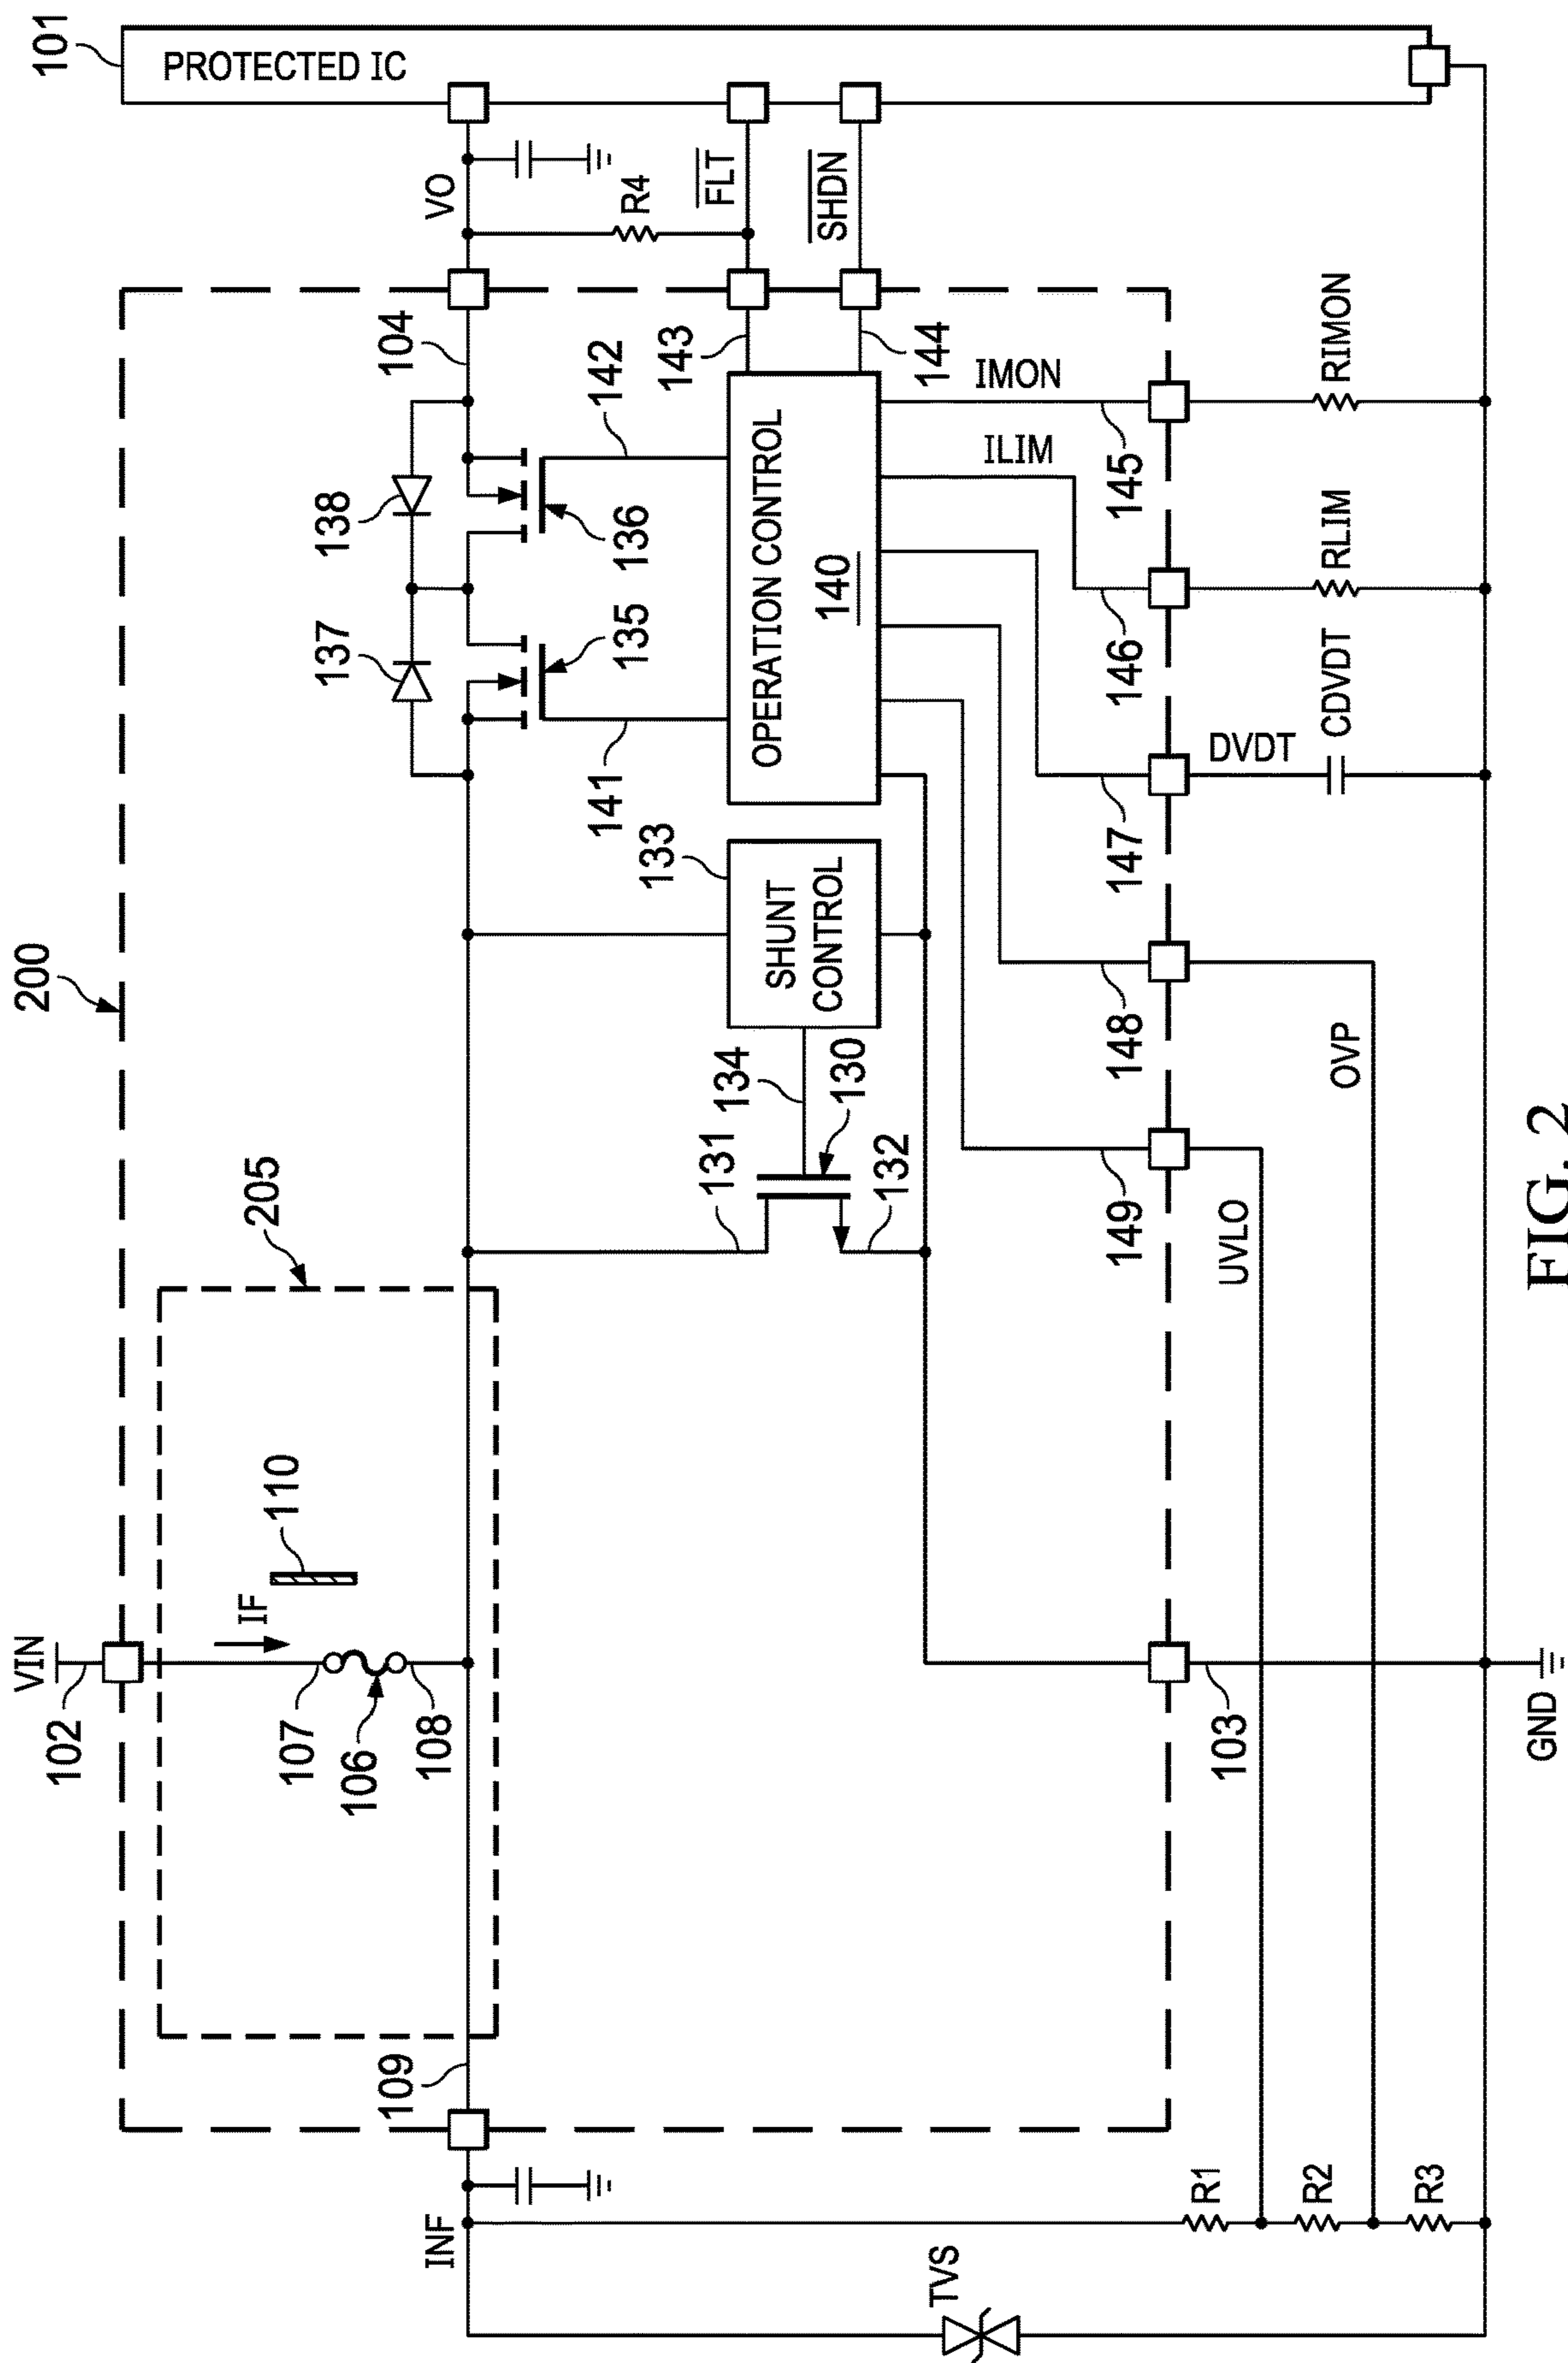 101
PROTECTED IC
VO
R4
FLT
SHDN
200
104
138
137
142
136
135
141
143
144
OPERATION CONTROL
140
IMON
ILIM
145
146
147
148
149
RIMON
RLIM
CDVDT
DVDT
133
SHUNT
CONTROL
134
130
131
132
OVP
UVLO
205
110
IF
VIN
102
107
106
108
103
GND
109
INF
R1
R2
R3
TVS
FIG. 2